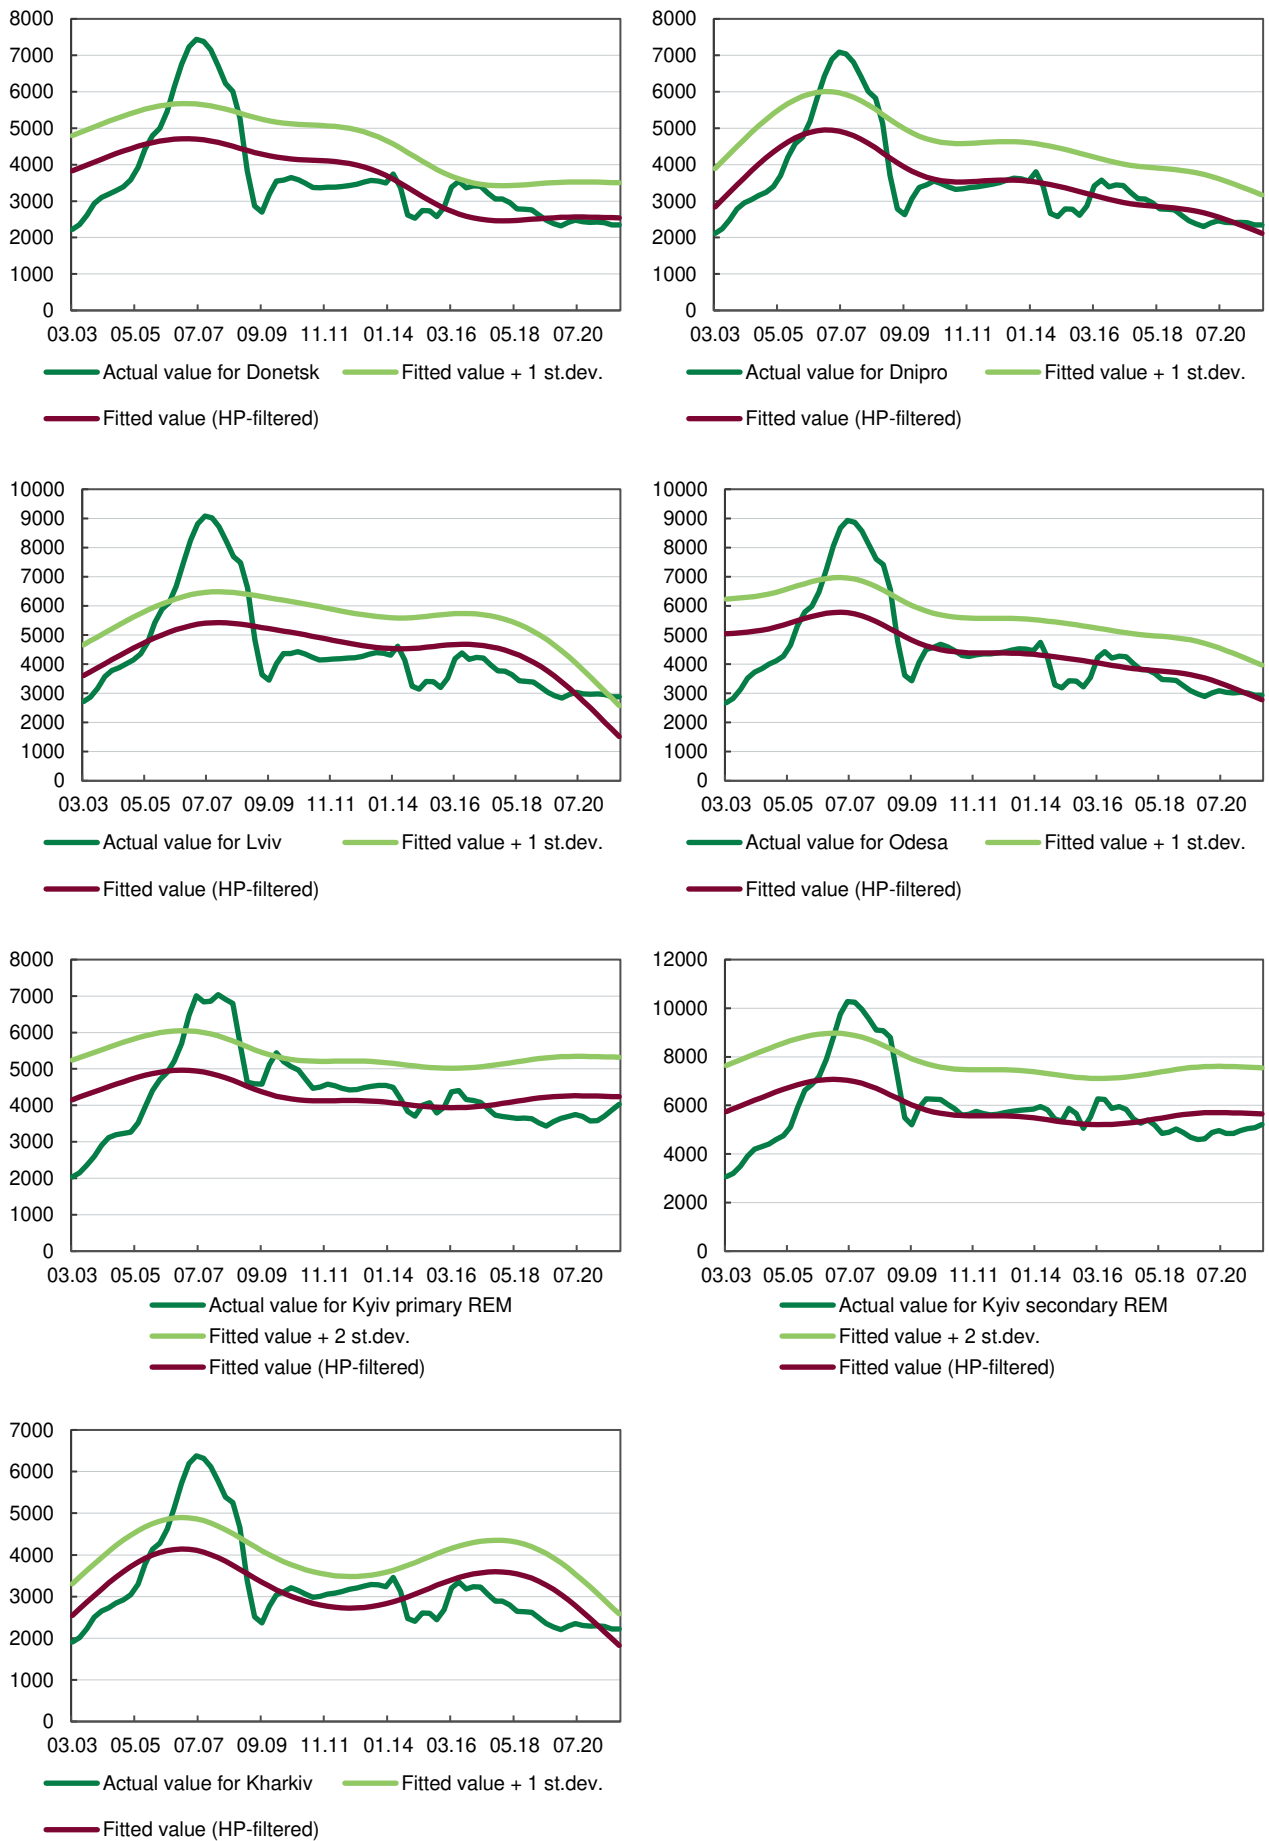 8000
7000
6000
5000
4000
3000
2000
1000
0
03.03 05.05 07.07 09.09 11.11 01.14 03.16 05.18 07.20
Actual value for Donetsk Fitted value + 1 st.dev.
Fitted value (HP-filtered)
8000
7000
6000
5000
4000
3000
2000
1000
0
03.03 05.05 07.07 09.09 11.11 01.14 03.16 05.18 07.20
Actual value for Dnipro Fitted value + 1 st.dev.
Fitted value (HP-filtered)
10000
9000
8000
7000
6000
5000
4000
3000
2000
1000
0
03.03 05.05 07.07 09.09 11.11 01.14 03.16 05.18 07.20
Actual value for Lviv Fitted value + 1 st.dev.
Fitted value (HP-filtered)
10000
9000
8000
7000
6000
5000
4000
3000
2000
1000
0
03.03 05.05 07.07 09.09 11.11 01.14 03.16 05.18 07.20
Actual value for Odesa Fitted value + 1 st.dev.
Fitted value (HP-filtered)
8000
7000
6000
5000
4000
3000
2000
1000
0
03.03 05.05 07.07 09.09 11.11 01.14 03.16 05.18 07.20
Actual value for Kyiv primary REM
Fitted value + 2 st.dev.
Fitted value (HP-filtered)
12000
10000
8000
6000
4000
2000
0
03.03 05.05 07.07 09.09 11.11 01.14 03.16 05.18 07.20
Actual value for Kyiv secondary REM
Fitted value + 2 st.dev.
Fitted value (HP-filtered)
7000
6000
5000
4000
3000
2000
1000
0
03.03 05.05 07.07 09.09 11.11 01.14 03.16 05.18 07.20
Actual value for Kharkiv Fitted value + 1 st.dev.
Fitted value (HP-filtered)